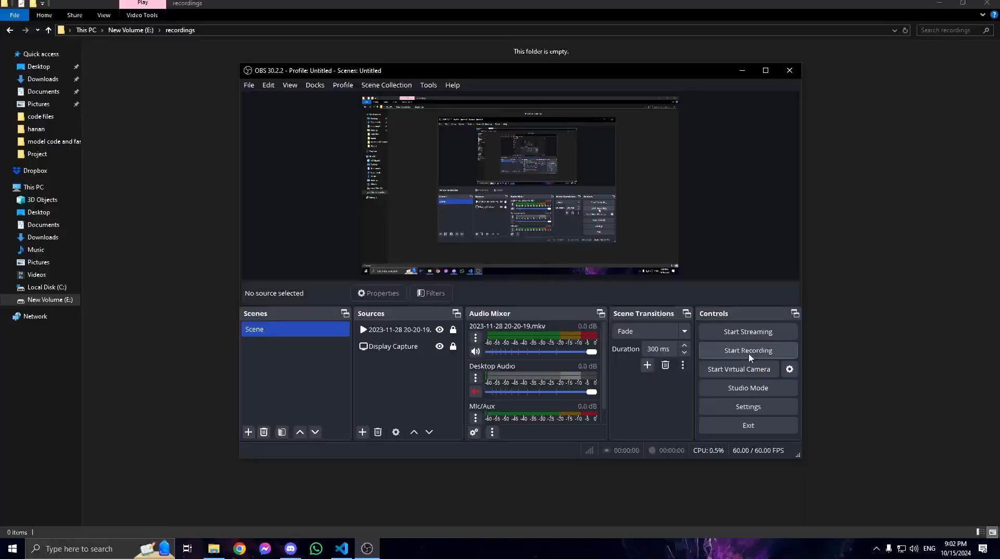 Play
recordings
File
Home
Share
View
Video Tools
This PC
New Volume (E:)
recordings
Search recordings
Quick access
Desktop
Downloads
Documents
Pictures
code files
hanan
model code and fas
Project
Dropbox
This PC
3D Objects
Desktop
Documents
Downloads
Music
Pictures
Videos
Local Disk (C:)
New Volume (E:)
Network
This folder is empty.
OBS 30.2.2 - Profile: Untitled - Scenes: Untitled
File
Edit
View
Docks
Profile
Scene Collection
Tools
Help
No source selected
Properties
Filters
Scenes
Scene
Sources
2023-11-28 20-20-19.
Display Capture
Audio Mixer
2023-11-28 20-20-19.mkv
0.0 dB
-60 -55 -50 -45 -40 -35 -30 -25 -20 -15 -10 -5 0
Desktop Audio
0.0 dB
-60 -55 -50 -45 -40 -35 -30 -25 -20 -15 -10 -5 0
Mic/Aux
0.0 dB
-60 -55 -50 -45 -40 -35 -30 -25 -20 -15 -10 -5 0
Scene Transitions
Fade
Duration
300 ms
Controls
Start Streaming
Start Recording
Start Virtual Camera
Studio Mode
Settings
Exit
00:00:00
00:00:00
CPU: 0.5%
60.00 / 60.00 FPS
0 items
Type here to search
ENG
9:02 PM
10/15/2024